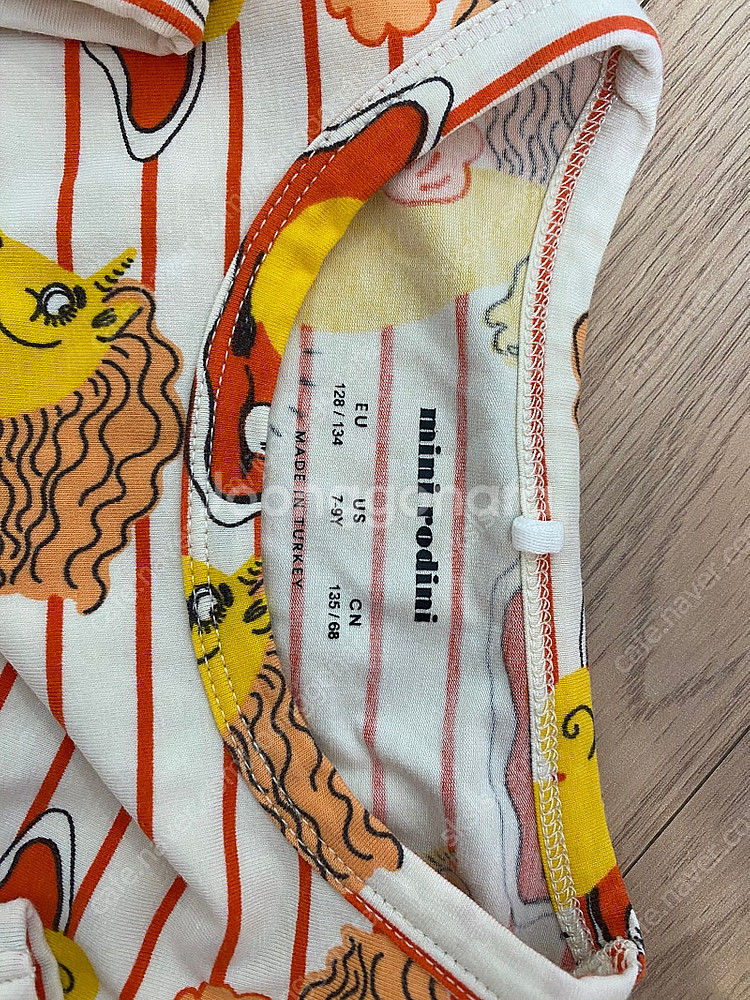 mini rodini
EU US CN
128 / 134 7-9Y 135 / 68
MADE IN TURKEY
cafe.naver.com